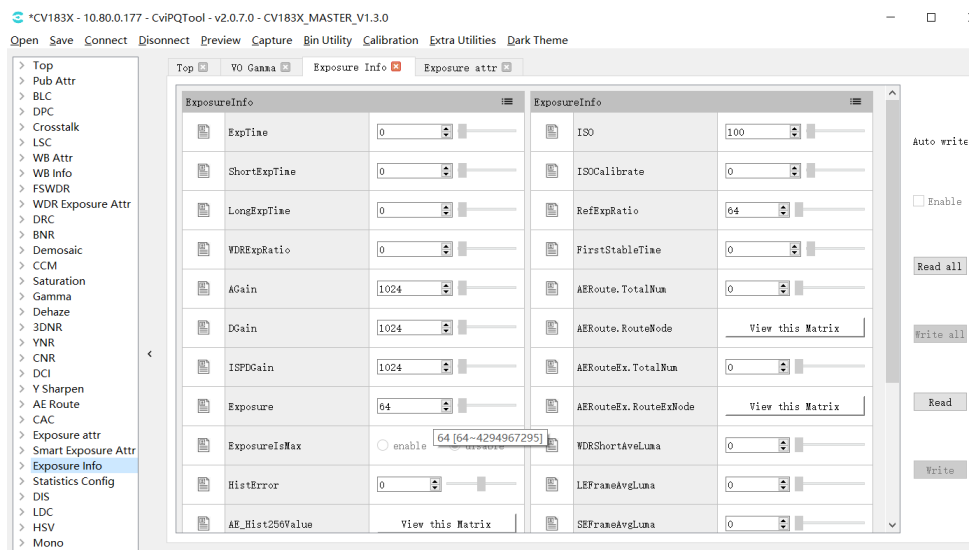 *CV183X - 10.80.0.177 - CviPQTool - v2.0.7.0 - CV183X_MASTER_V1.3.0
Open Save Connect Disconnect Preview Capture Bin Utility Calibration Extra Utilities Dark Theme
Top
Pub Attr
BLC
DPC
Crosstalk
LSC
WB Attr
WB Info
FSWDR
WDR Exposure Attr
DRC
BNR
Demosaic
CCM
Saturation
Gamma
Dehaze
3DNR
YNR
CNR
DCI
Y Sharpen
AE Route
CAC
Exposure attr
Smart Exposure Attr
Exposure Info
Statistics Config
DIS
LDC
HSV
Mono
Top VO Gamma Exposure Info Exposure attr
ExposureInfo
ExpTime 0
ShortExpTime 0
LongExpTime 0
WDRExpRatio 0
AGain 1024
DGain 1024
ISPDGain 1024
Exposure 64
64 [64~4294967295]
ExposureIsMax enable disable
HistError 0
AE_Hist256Value View this Matrix
ExposureInfo
ISO 100
ISOCalibrate 0
RefExpRatio 64
FirstStableTime 0
AERoute.TotalNum 0
AERoute.RouteNode View this Matrix
AERouteEx.TotalNum 0
AERouteEx.RouteExNode View this Matrix
WDRShortAveLuma 0
LEFrameAvgLuma 0
SEFrameAvgLuma 0
Auto write
Enable
Read all
Write all
Read
Write